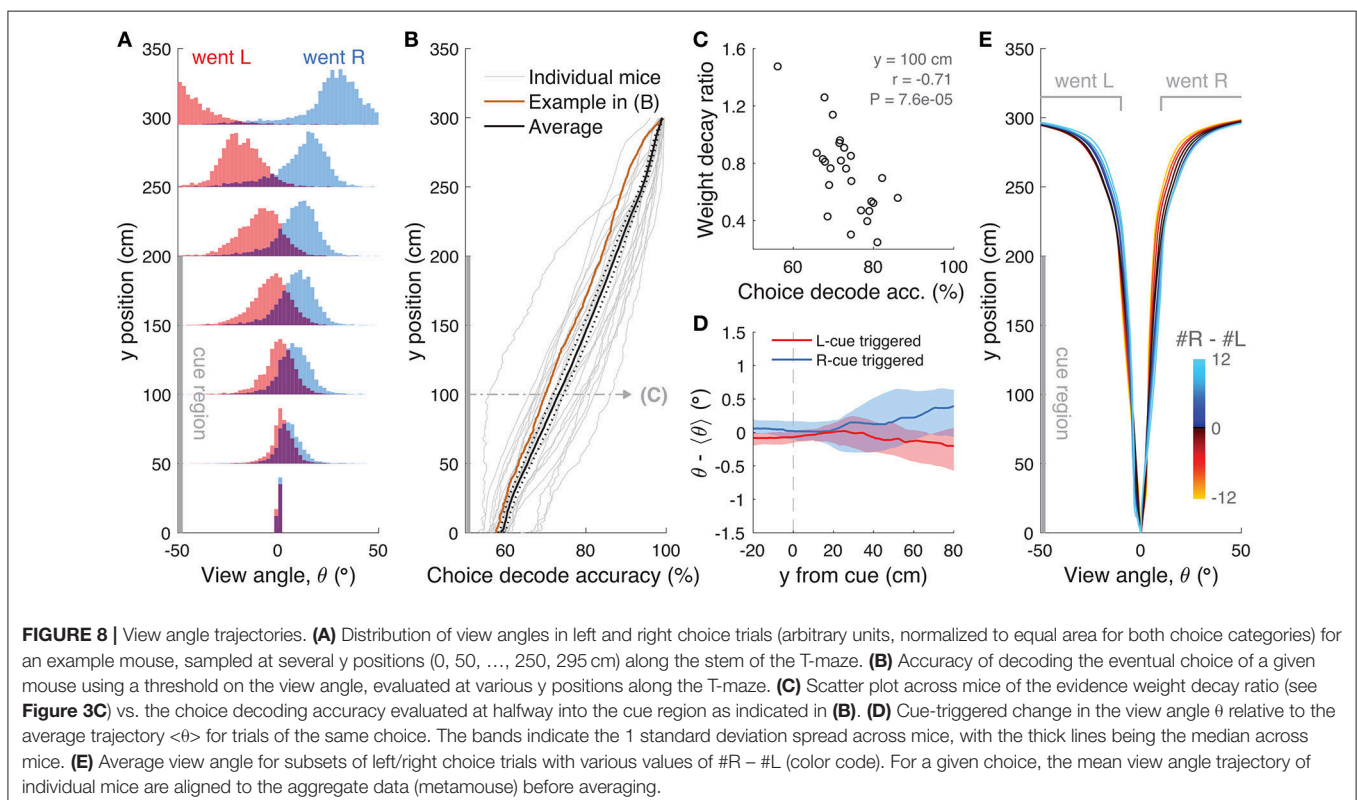 A
went L
went R
350
300
250
200
150
100
50
0
y position (cm)
cue region
-50
0
50
View angle, θ (°)
B
350
300
250
200
150
100
50
0
y position (cm)
Individual mice
Example in (B)
Average
(C)
60
80
100
Choice decode accuracy (%)
C
1.6
1.2
0.8
0.4
Weight decay ratio
y = 100 cm
r = -0.71
P = 7.6e-05
60
80
100
Choice decode acc. (%)
D
1.5
1
0.5
0
-0.5
-1
-1.5
θ - ⟨θ⟩ (°)
L-cue triggered
R-cue triggered
-20
0
20
40
60
80
y from cue (cm)
E
350
300
250
200
150
100
50
0
y position (cm)
cue region
went L
went R
#R - #L
12
0
-12
-50
0
50
View angle, θ (°)
FIGURE 8 | View angle trajectories. (A) Distribution of view angles in left and right choice trials (arbitrary units, normalized to equal area for both choice categories) for
an example mouse, sampled at several y positions (0, 50, …, 250, 295 cm) along the stem of the T-maze. (B) Accuracy of decoding the eventual choice of a given
mouse using a threshold on the view angle, evaluated at various y positions along the T-maze. (C) Scatter plot across mice of the evidence weight decay ratio (see
Figure 3C) vs. the choice decoding accuracy evaluated at halfway into the cue region as indicated in (B). (D) Cue-triggered change in the view angle θ relative to the
average trajectory <θ> for trials of the same choice. The bands indicate the 1 standard deviation spread across mice, with the thick lines being the median across
mice. (E) Average view angle for subsets of left/right choice trials with various values of #R – #L (color code). For a given choice, the mean view angle trajectory of
individual mice are aligned to the aggregate data (metamouse) before averaging.